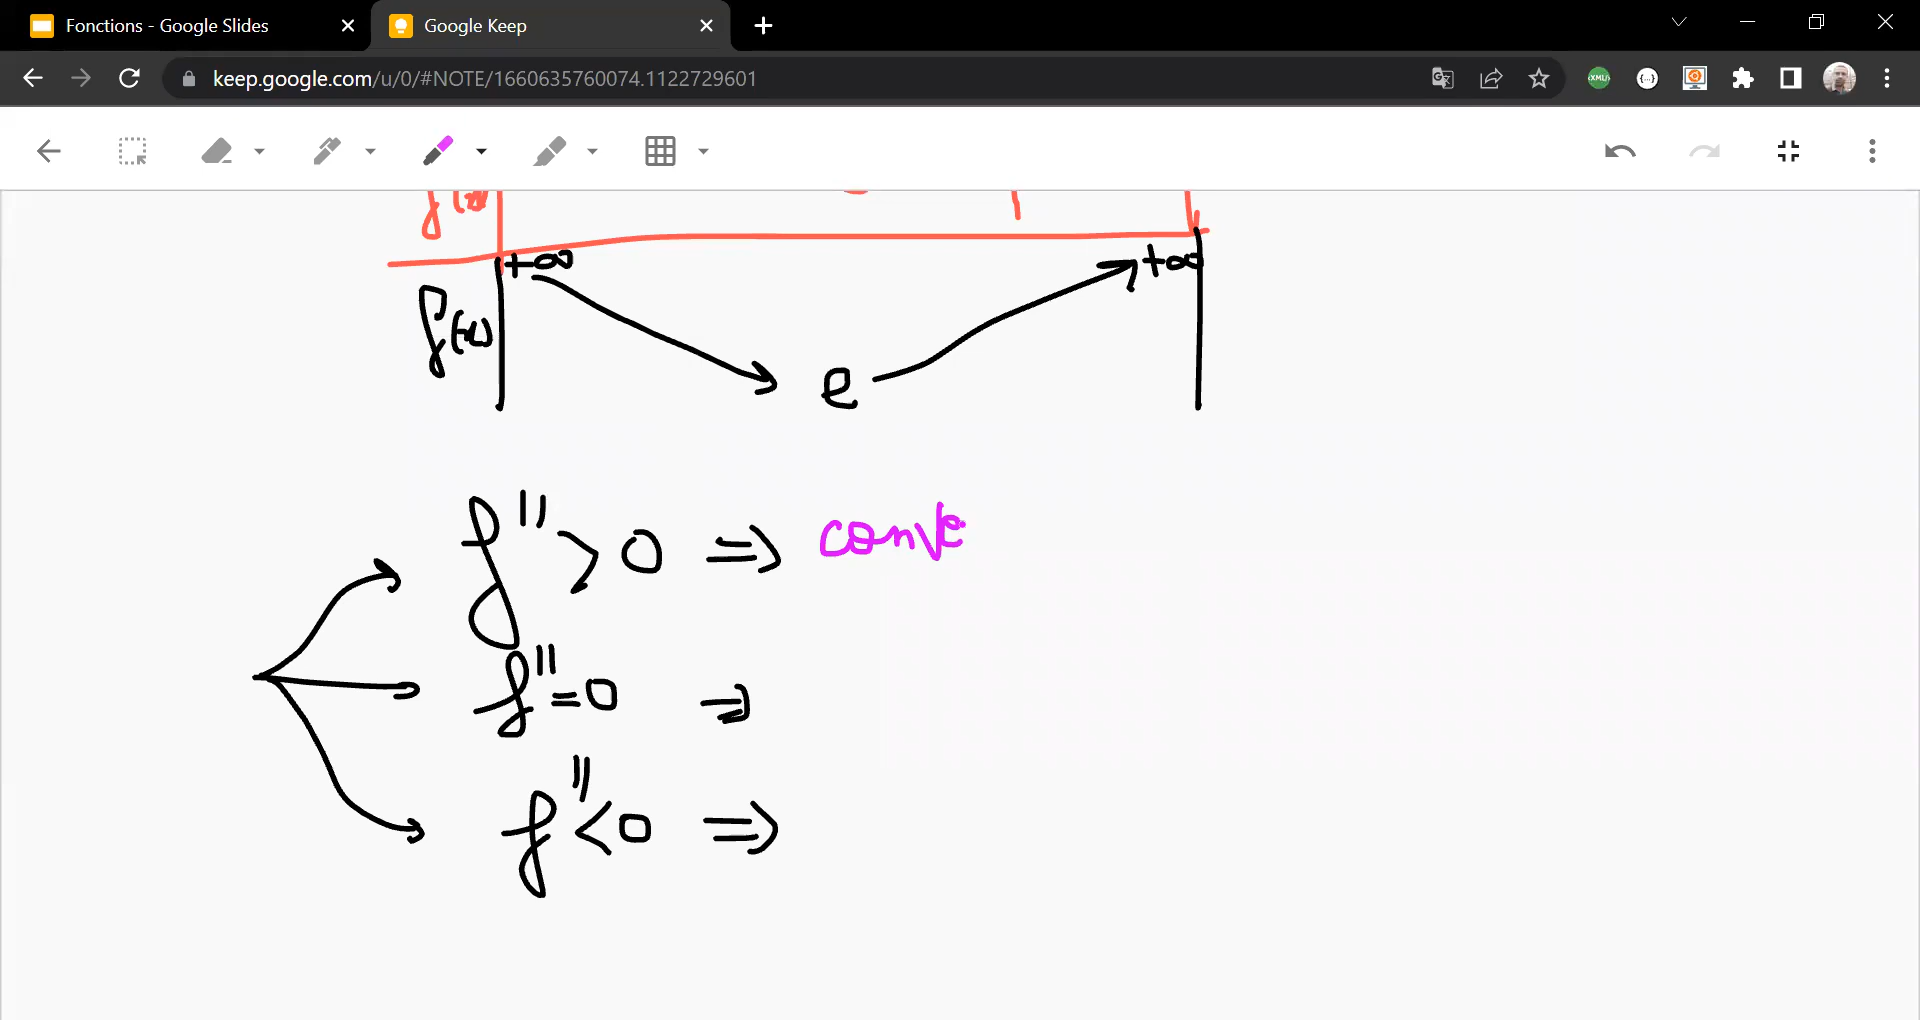 Fonctions - Google Slides
Google Keep
keep.google.com/u/0/#NOTE/1660635760074.1122729601
+∞ +∞
f(x)
e
f''>0 ⇒ conve
f''=0 ⇒
f''<0 ⇒